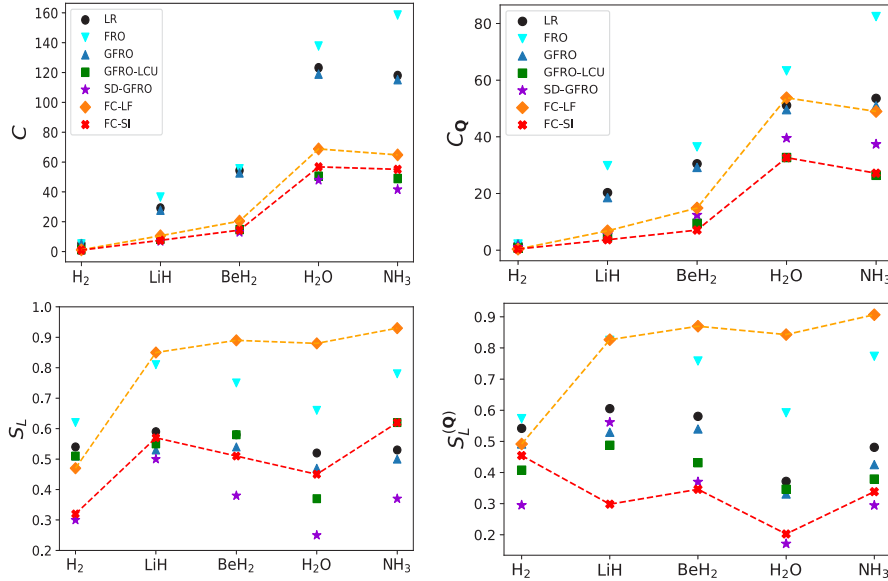 160
140
120
100
80
60
40
20
0
C
LR
FRO
GFRO
GFRO-LCU
SD-GFRO
FC-LF
FC-SI
H₂ LiH BeH₂ H₂O NH₃
80
60
40
20
0
C_Q
LR
FRO
GFRO
GFRO-LCU
SD-GFRO
FC-LF
FC-SI
H₂ LiH BeH₂ H₂O NH₃
1.0
0.9
0.8
0.7
0.6
0.5
0.4
0.3
0.2
S_L
H₂ LiH BeH₂ H₂O NH₃
0.9
0.8
0.7
0.6
0.5
0.4
0.3
0.2
S_L^(Q)
H₂ LiH BeH₂ H₂O NH₃